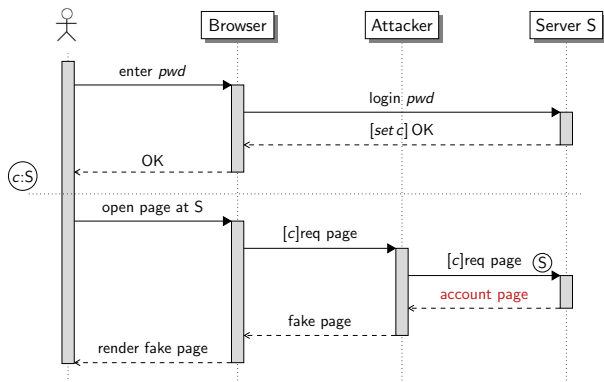 Browser
Attacker
Server S
enter pwd
login pwd
[set c] OK
OK
c:S
open page at S
[c]req page
[c]req page S
account page
fake page
render fake page